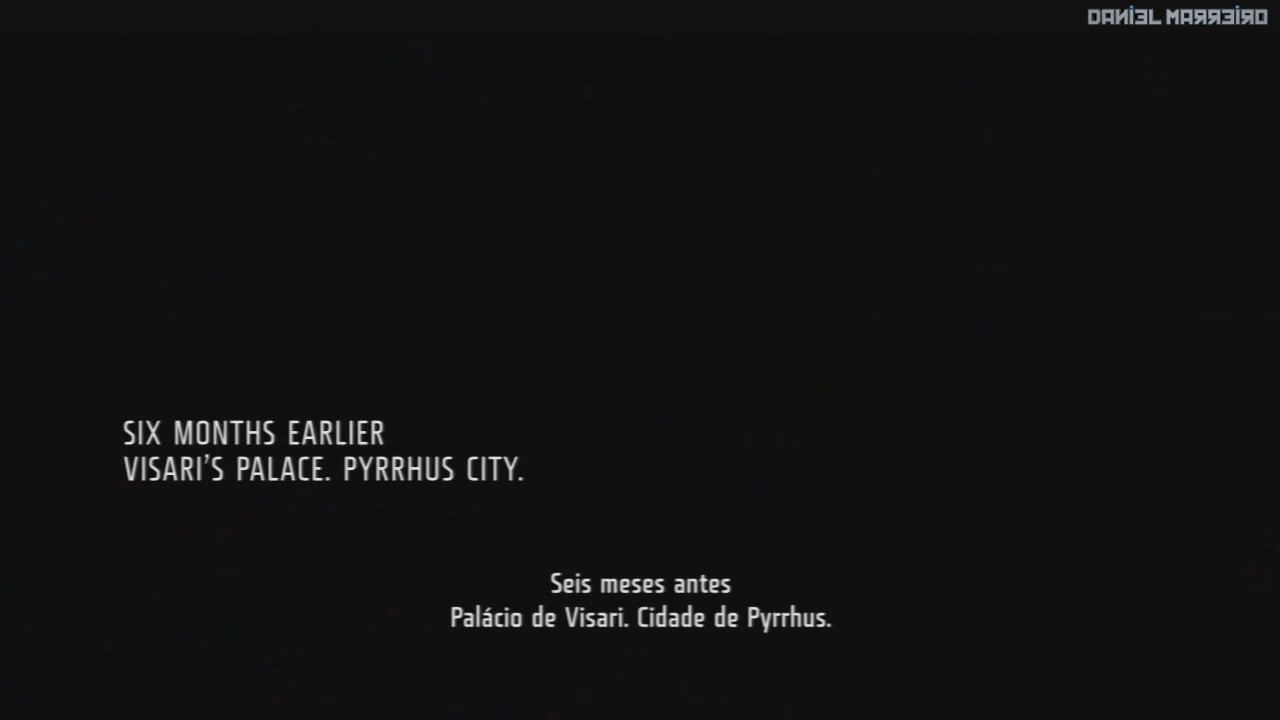 DANIEL MARREIRO
SIX MONTHS EARLIER
VISARI'S PALACE. PYRRHUS CITY.
Seis meses antes
Palácio de Visari. Cidade de Pyrrhus.